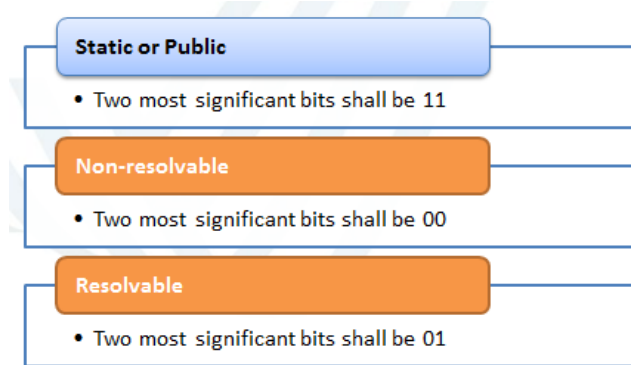 Static or Public
• Two most significant bits shall be 11
Non-resolvable
• Two most significant bits shall be 00
Resolvable
• Two most significant bits shall be 01